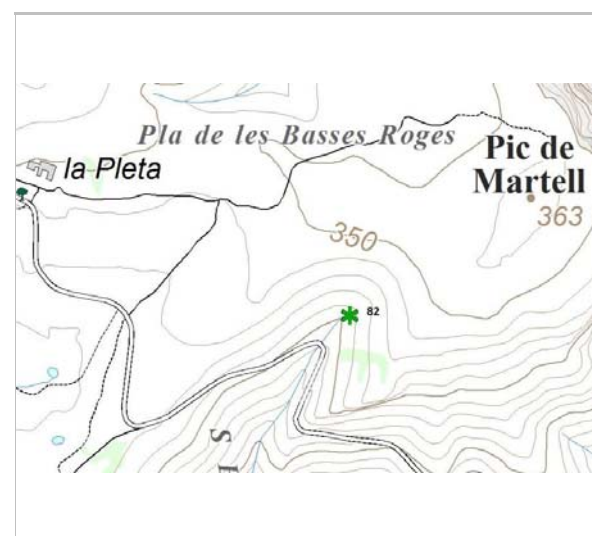 Pla de les Basses Roges
Pic de
Martell
la Pleta
363
350
82
S